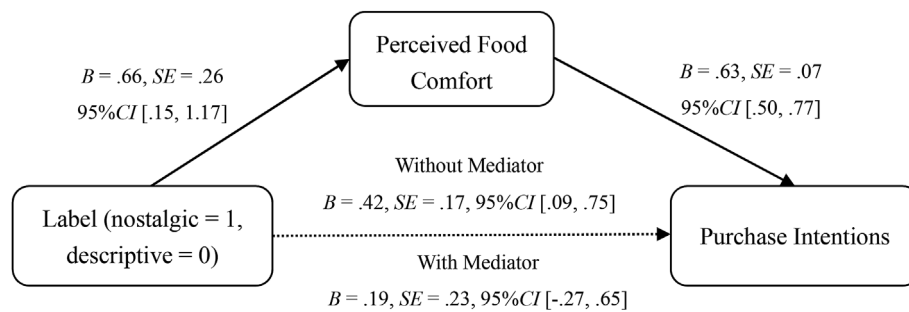 Perceived Food
Comfort
B = .66, SE = .26
95%CI [.15, 1.17]
B = .63, SE = .07
95%CI [.50, .77]
Without Mediator
B = .42, SE = .17, 95%CI [.09, .75]
Label (nostalgic = 1,
descriptive = 0)
Purchase Intentions
With Mediator
B = .19, SE = .23, 95%CI [-.27, .65]